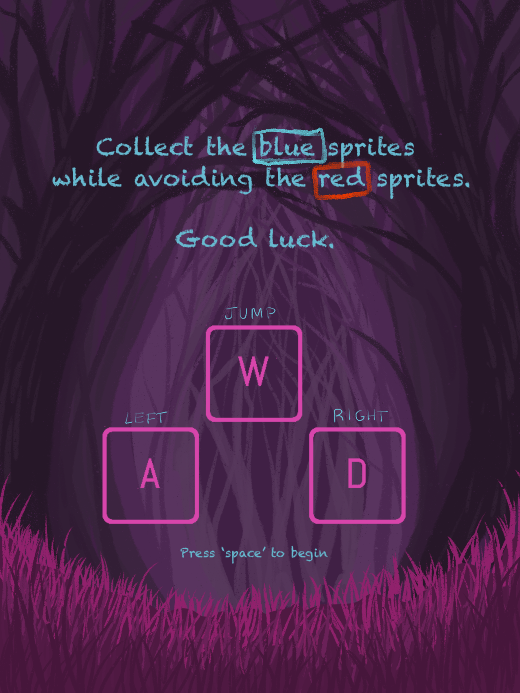 Collect the blue sprites
while avoiding the red sprites.
Good luck.
JUMP
W
LEFT
RIGHT
A
D
Press 'space' to begin